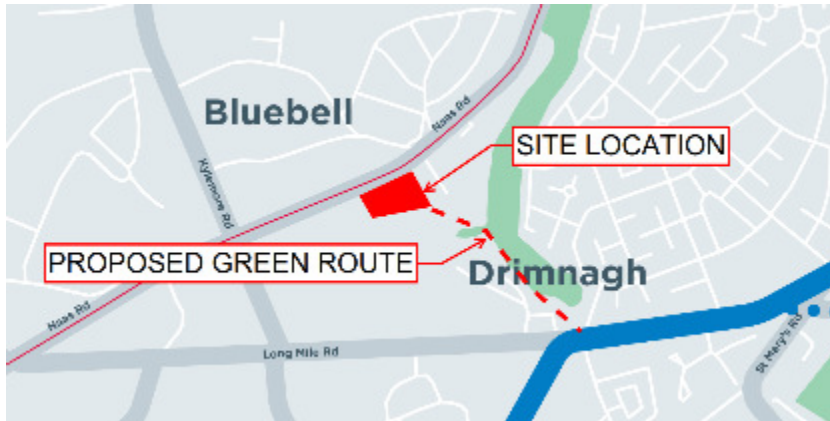 Bluebell
Naas Rd
SITE LOCATION
Kylemore Rd
PROPOSED GREEN ROUTE
Drimnagh
Naas Rd
Long Mile Rd
St Mary's Rd